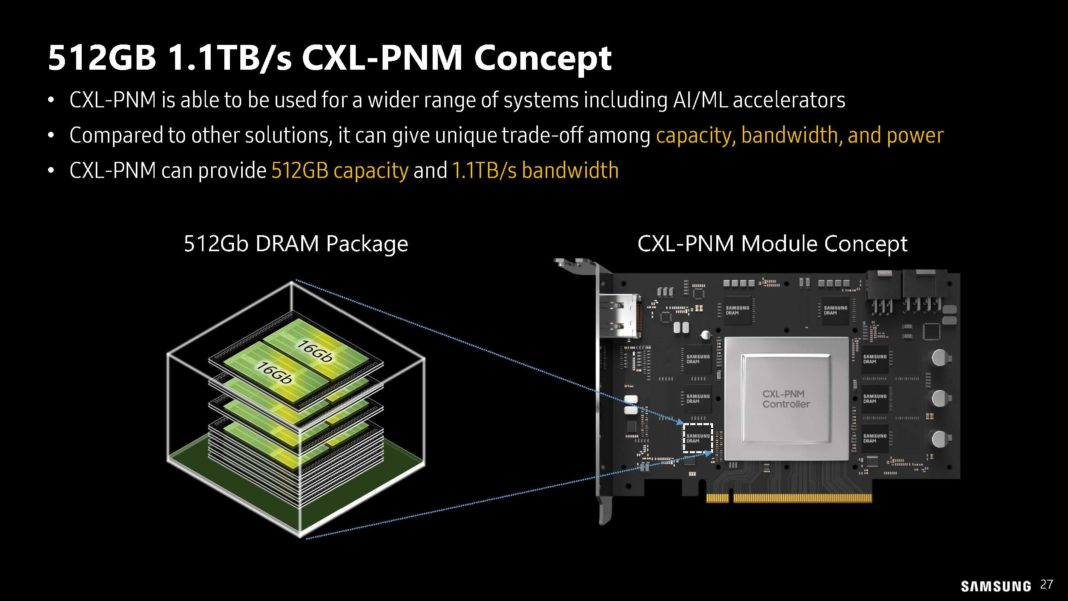 512GB 1.1TB/s CXL-PNM Concept
• CXL-PNM is able to be used for a wider range of systems including AI/ML accelerators
• Compared to other solutions, it can give unique trade-off among capacity, bandwidth, and power
• CXL-PNM can provide 512GB capacity and 1.1TB/s bandwidth
512Gb DRAM Package
CXL-PNM Module Concept
16Gb
16Gb
SAMSUNG
DRAM
SAMSUNG
DRAM
SAMSUNG
DRAM
SAMSUNG
DRAM
CXL-PNM
Controller
SAMSUNG
DRAM
SAMSUNG
DRAM
SAMSUNG
DRAM
SAMSUNG
DRAM
SAMSUNG 27